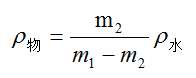 ρ物 = m₂ / (m₁ − m₂) ρ水